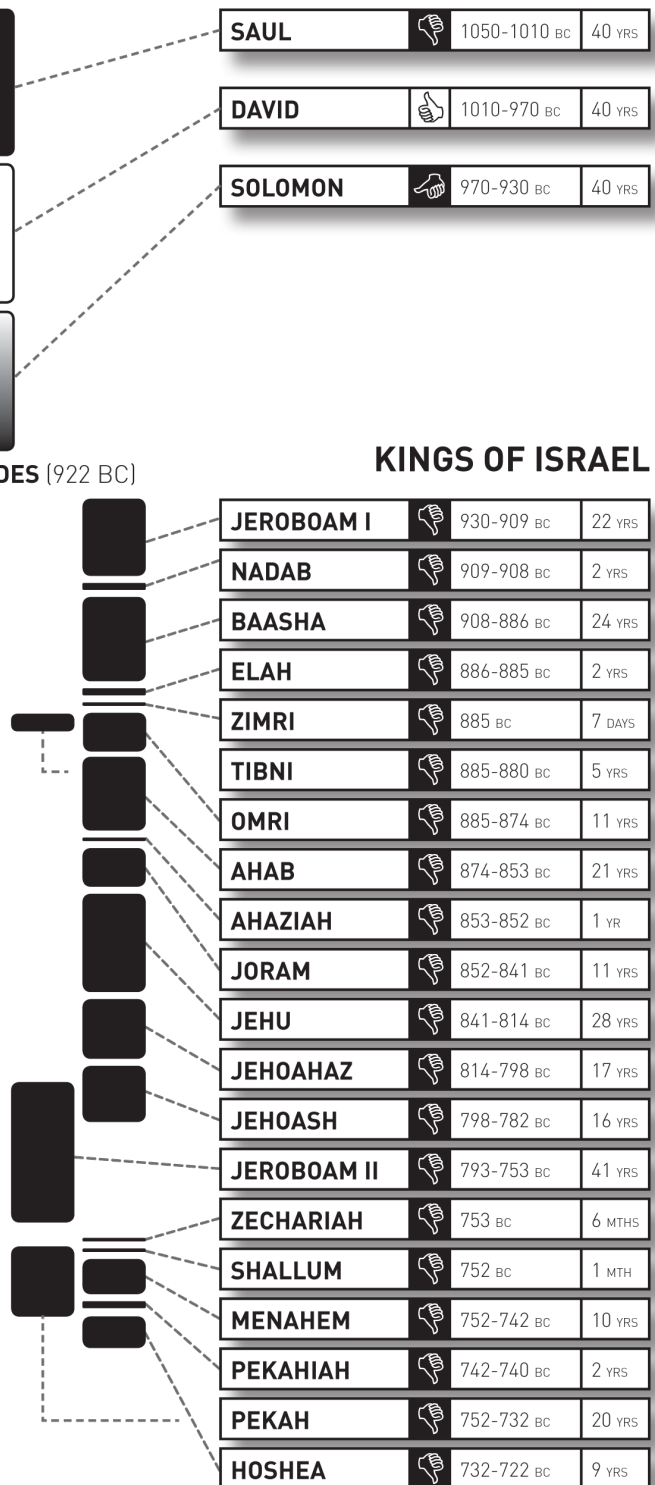 SAUL 1050-1010 BC 40 YRS
DAVID 1010-970 BC 40 YRS
SOLOMON 970-930 BC 40 YRS
KINGS OF ISRAEL
DES (922 BC)
JEROBOAM I 930-909 BC 22 YRS
NADAB 909-908 BC 2 YRS
BAASHA 908-886 BC 24 YRS
ELAH 886-885 BC 2 YRS
ZIMRI 885 BC 7 DAYS
TIBNI 885-880 BC 5 YRS
OMRI 885-874 BC 11 YRS
AHAB 874-853 BC 21 YRS
AHAZIAH 853-852 BC 1 YR
JORAM 852-841 BC 11 YRS
JEHU 841-814 BC 28 YRS
JEHOAHAZ 814-798 BC 17 YRS
JEHOASH 798-782 BC 16 YRS
JEROBOAM II 793-753 BC 41 YRS
ZECHARIAH 753 BC 6 MTHS
SHALLUM 752 BC 1 MTH
MENAHEM 752-742 BC 10 YRS
PEKAHIAH 742-740 BC 2 YRS
PEKAH 752-732 BC 20 YRS
HOSHEA 732-722 BC 9 YRS